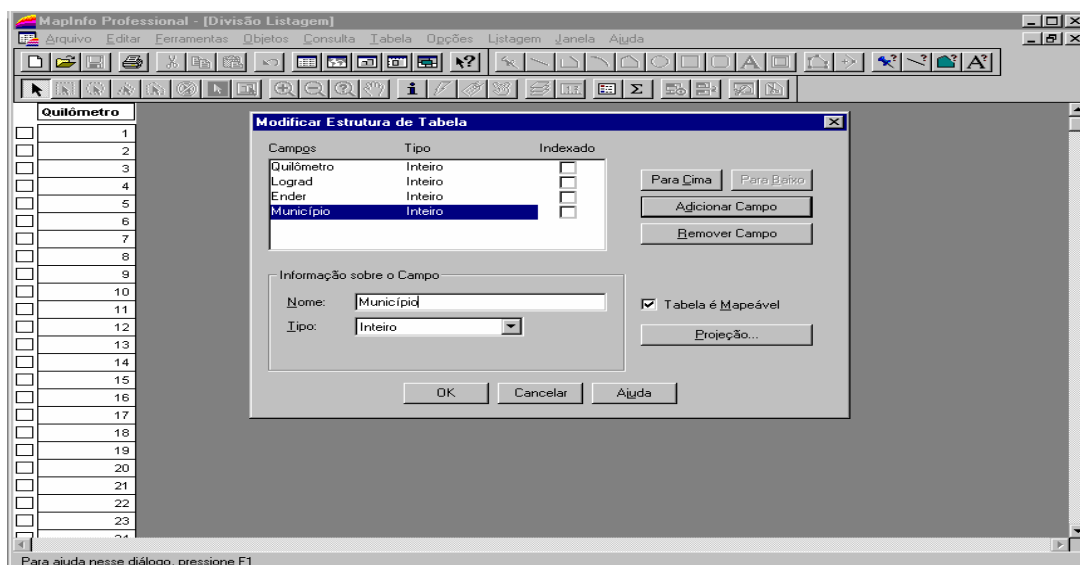 MapInfo Professional - [Divisão Listagem]
Arquivo Editar Ferramentas Objetos Consulta Tabela Opções Listagem Janela Ajuda
Quilômetro
1
2
3
4
5
6
7
8
9
10
11
12
13
14
15
16
17
18
19
20
21
22
23
Modificar Estrutura de Tabela
Campos Tipo Indexado
Quilômetro Inteiro
Lograd Inteiro
Ender Inteiro
Município Inteiro
Para Cima Para Baixo
Adicionar Campo
Remover Campo
Informação sobre o Campo
Nome: Município
Tipo: Inteiro
Tabela é Mapeável
Projeção...
OK Cancelar Ajuda
Para ajuda nesse diálogo, pressione F1